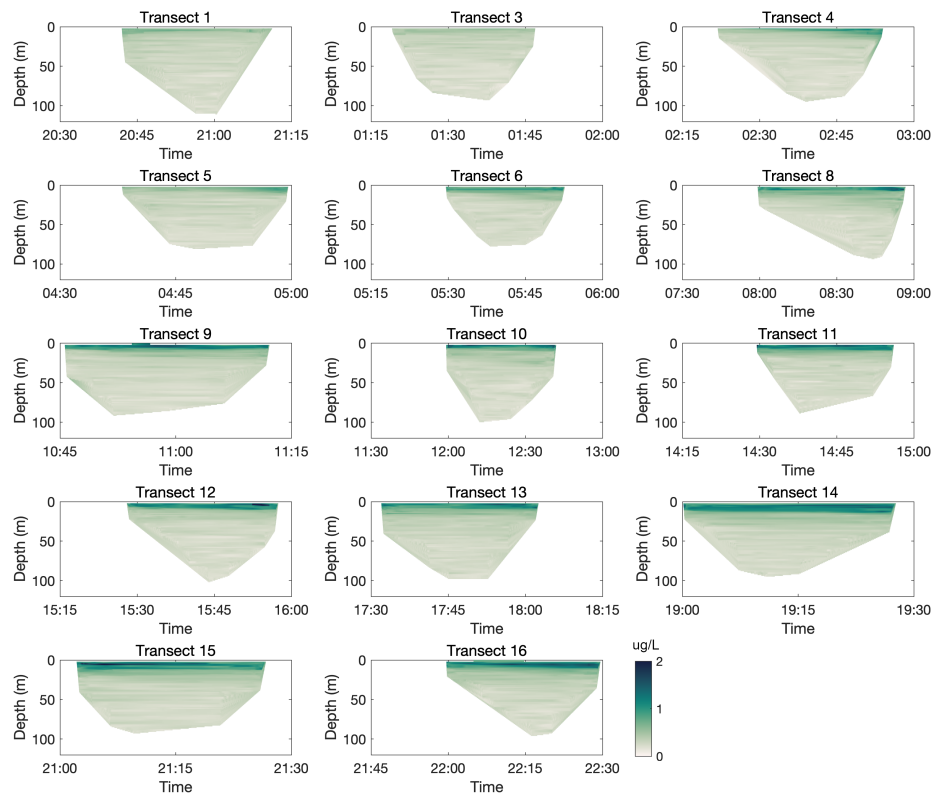 Transect 1
Transect 3
Transect 4
0
50
100
Depth (m)
20:30 20:45 21:00 21:15
Time
0
50
100
Depth (m)
01:15 01:30 01:45 02:00
Time
0
50
100
Depth (m)
02:15 02:30 02:45 03:00
Time
Transect 5
Transect 6
Transect 8
0
50
100
Depth (m)
04:30 04:45 05:00
Time
0
50
100
Depth (m)
05:15 05:30 05:45 06:00
Time
0
50
100
Depth (m)
07:30 08:00 08:30 09:00
Time
Transect 9
Transect 10
Transect 11
0
50
100
Depth (m)
10:45 11:00 11:15
Time
0
50
100
Depth (m)
11:30 12:00 12:30 13:00
Time
0
50
100
Depth (m)
14:15 14:30 14:45 15:00
Time
Transect 12
Transect 13
Transect 14
0
50
100
Depth (m)
15:15 15:30 15:45 16:00
Time
0
50
100
Depth (m)
17:30 17:45 18:00 18:15
Time
0
50
100
Depth (m)
19:00 19:15 19:30
Time
Transect 15
Transect 16
0
50
100
Depth (m)
21:00 21:15 21:30
Time
0
50
100
Depth (m)
21:45 22:00 22:15 22:30
Time
ug/L
2
1
0